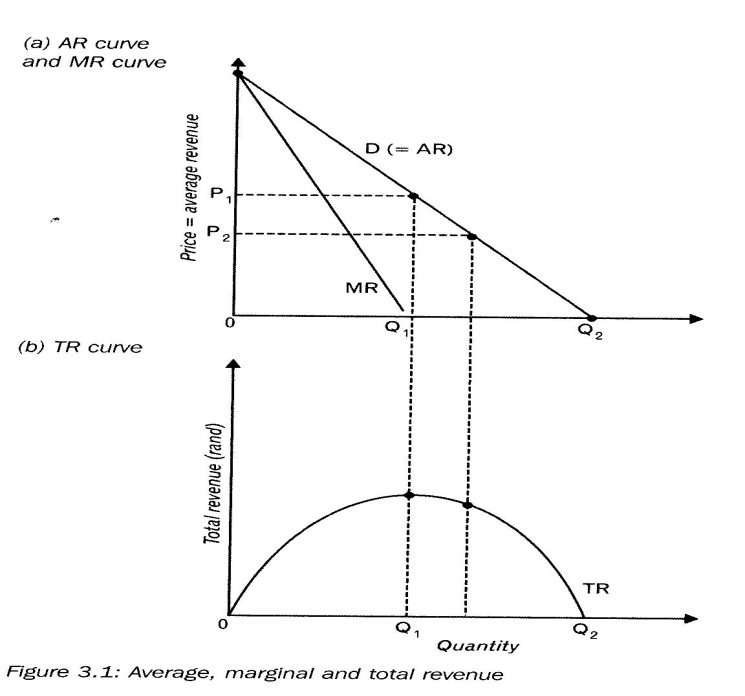 (a) AR curve
and MR curve
Price = average revenue
D (= AR)
P1
P2
MR
0
Q1
Q2
(b) TR curve
Total revenue (rand)
TR
0
Q1
Q2
Quantity
Figure 3.1: Average, marginal and total revenue